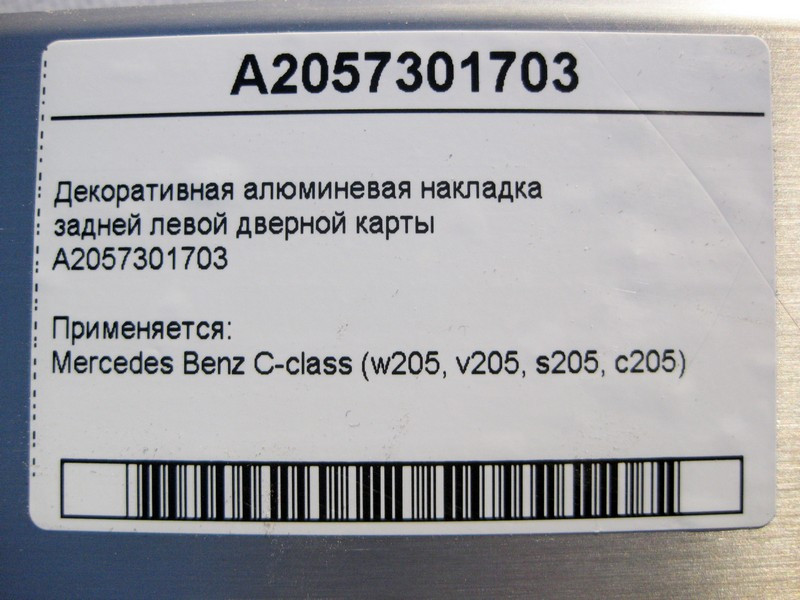 A2057301703
Декоративная алюминевая накладка
задней левой дверной карты
A2057301703
Применяется:
Mercedes Benz C-class (w205, v205, s205, c205)